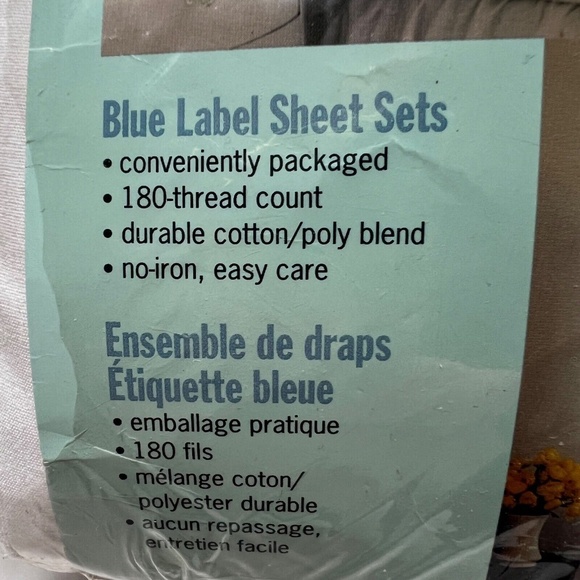 Blue Label Sheet Sets
• conveniently packaged
• 180-thread count
• durable cotton/poly blend
• no-iron, easy care
Ensemble de draps
Étiquette bleue
• emballage pratique
• 180 fils
• mélange coton/
polyester durable
• aucun repassage,
entretien facile